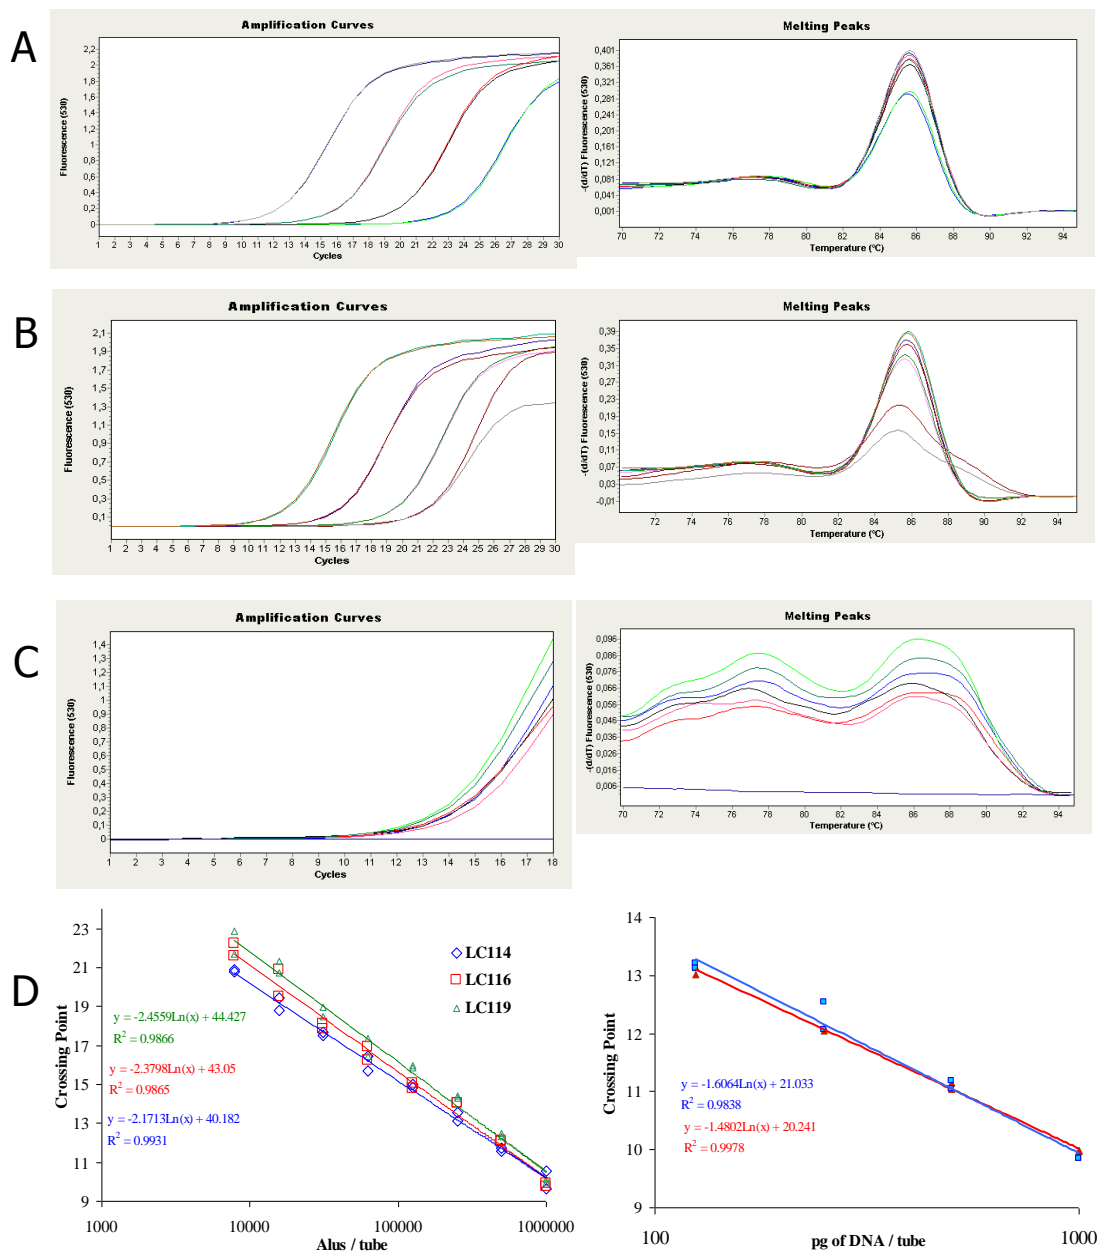 A
Amplification Curves
Fluorescence (530)
2,2
2
1,8
1,6
1,4
1,2
1
0,8
0,6
0,4
0,2
0
1 2 3 4 5 6 7 8 9 10 11 12 13 14 15 16 17 18 19 20 21 22 23 24 25 26 27 28 29 30
Cycles
Melting Peaks
-(d/dT) Fluorescence (530)
0,401
0,361
0,321
0,281
0,241
0,201
0,161
0,121
0,081
0,041
0,001
70 72 74 76 78 80 82 84 86 88 90 92 94
Temperature (°C)
B
Amplification Curves
Fluorescence (530)
2,1
1,9
1,7
1,5
1,3
1,1
0,9
0,7
0,5
0,3
0,1
1 2 3 4 5 6 7 8 9 10 11 12 13 14 15 16 17 18 19 20 21 22 23 24 25 26 27 28 29 30
Cycles
Melting Peaks
-(d/dT) Fluorescence (530)
0,39
0,35
0,31
0,27
0,23
0,19
0,15
0,11
0,07
0,03
-0,01
72 74 76 78 80 82 84 86 88 90 92 94
Temperature (°C)
C
Amplification Curves
Fluorescence (530)
1,4
1,3
1,2
1,1
1
0,9
0,8
0,7
0,6
0,5
0,4
0,3
0,2
0,1
0
1 2 3 4 5 6 7 8 9 10 11 12 13 14 15 16 17 18
Cycles
Melting Peaks
-(d/dT) Fluorescence (530)
0,096
0,086
0,076
0,066
0,056
0,046
0,036
0,026
0,016
0,006
70 72 74 76 78 80 82 84 86 88 90 92 94
Temperature (°C)
D
Crossing Point
23
21
19
17
15
13
11
9
LC114
LC116
LC119
y = -2.4559Ln(x) + 44.427
R² = 0.9866
y = -2.3798Ln(x) + 43.05
R² = 0.9865
y = -2.1713Ln(x) + 40.182
R² = 0.9931
1000 10000 100000 1000000
Alus / tube
Crossing Point
14
13
12
11
10
9
y = -1.6064Ln(x) + 21.033
R² = 0.9838
y = -1.4802Ln(x) + 20.241
R² = 0.9978
100 1000
pg of DNA / tube